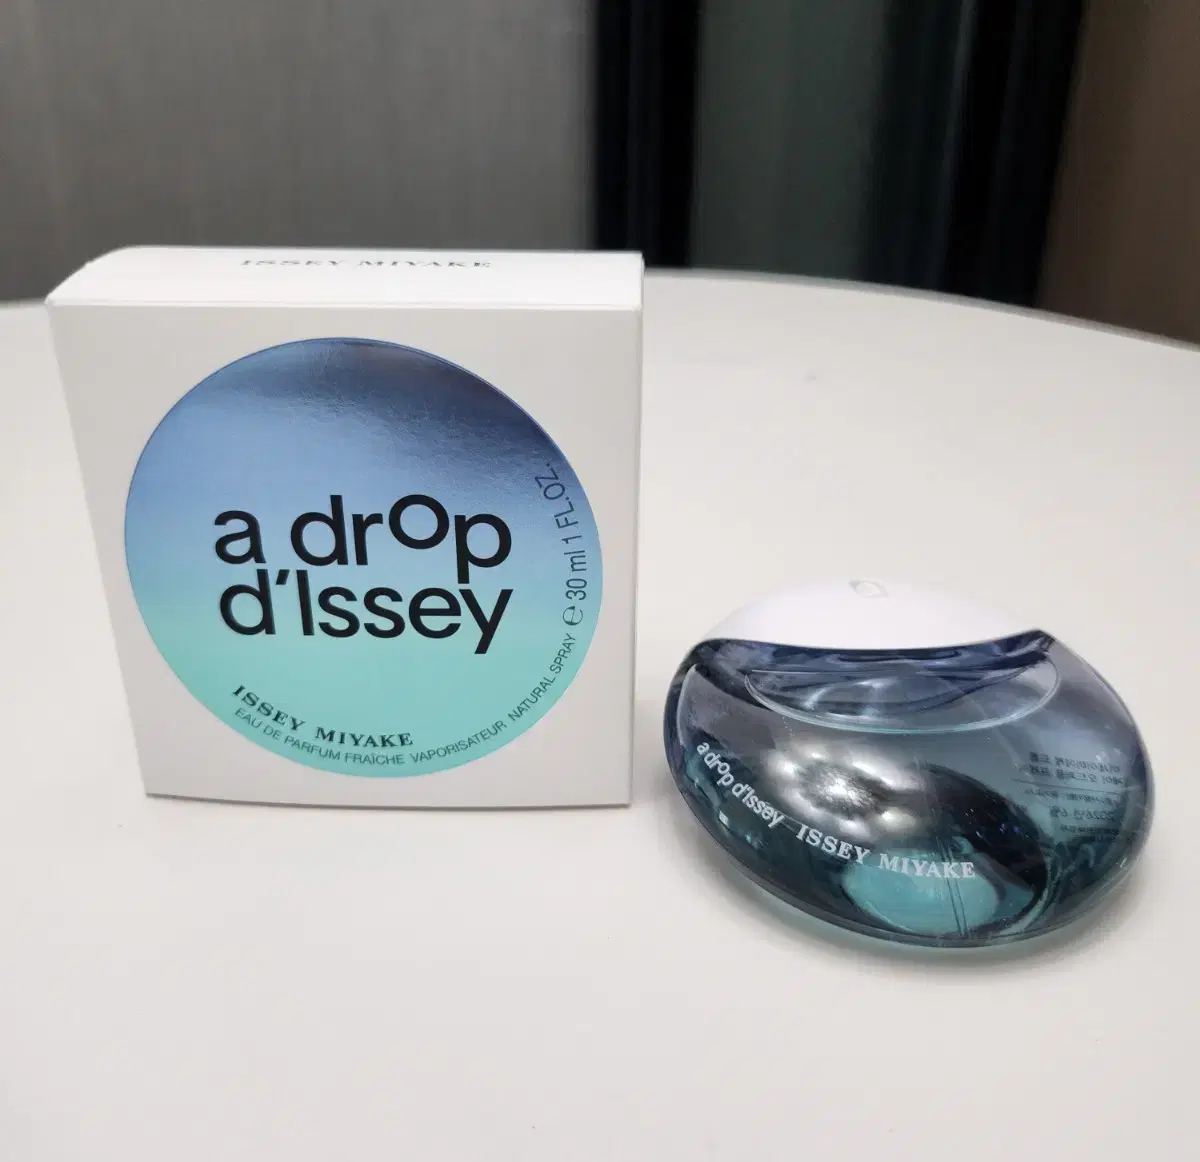 ISSEY MIYAKE
a drop
d'Issey
ISSEY MIYAKE
EAU DE PARFUM FRAÎCHE VAPORISATEUR NATURAL SPRAY ℮ 30 ml 1 FL.OZ.
a drop d'Issey ISSEY MIYAKE